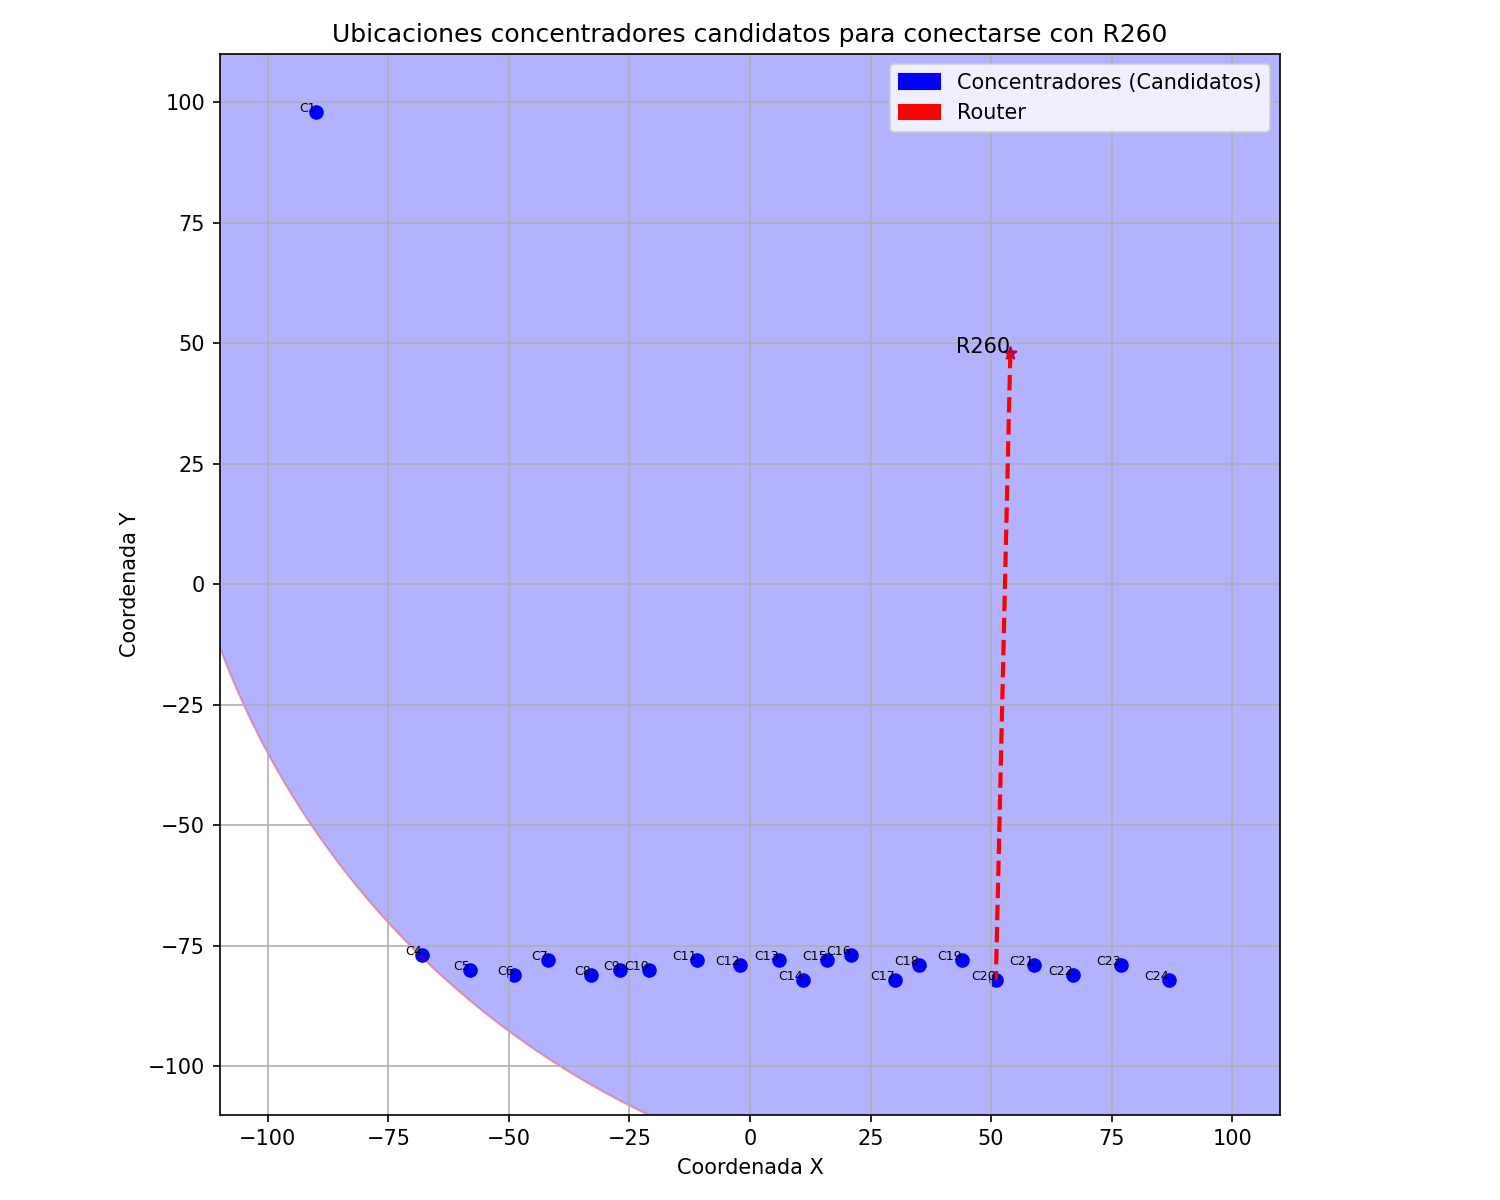 Ubicaciones concentradores candidatos para conectarse con R260
Concentradores (Candidatos)
Router
100
75
50
25
0
−25
−50
−75
−100
Coordenada Y
C1
R260
C4
C5
C6
C7
C8
C9
C10
C11
C12
C13
C14
C15
C16
C17
C18
C19
C20
C21
C22
C23
C24
−100
−75
−50
−25
0
25
50
75
100
Coordenada X